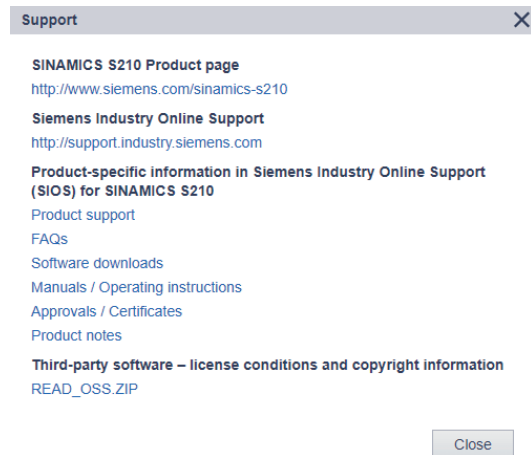 Support
SINAMICS S210 Product page
http://www.siemens.com/sinamics-s210
Siemens Industry Online Support
http://support.industry.siemens.com
Product-specific information in Siemens Industry Online Support
(SIOS) for SINAMICS S210
Product support
FAQs
Software downloads
Manuals / Operating instructions
Approvals / Certificates
Product notes
Third-party software – license conditions and copyright information
READ_OSS.ZIP
Close